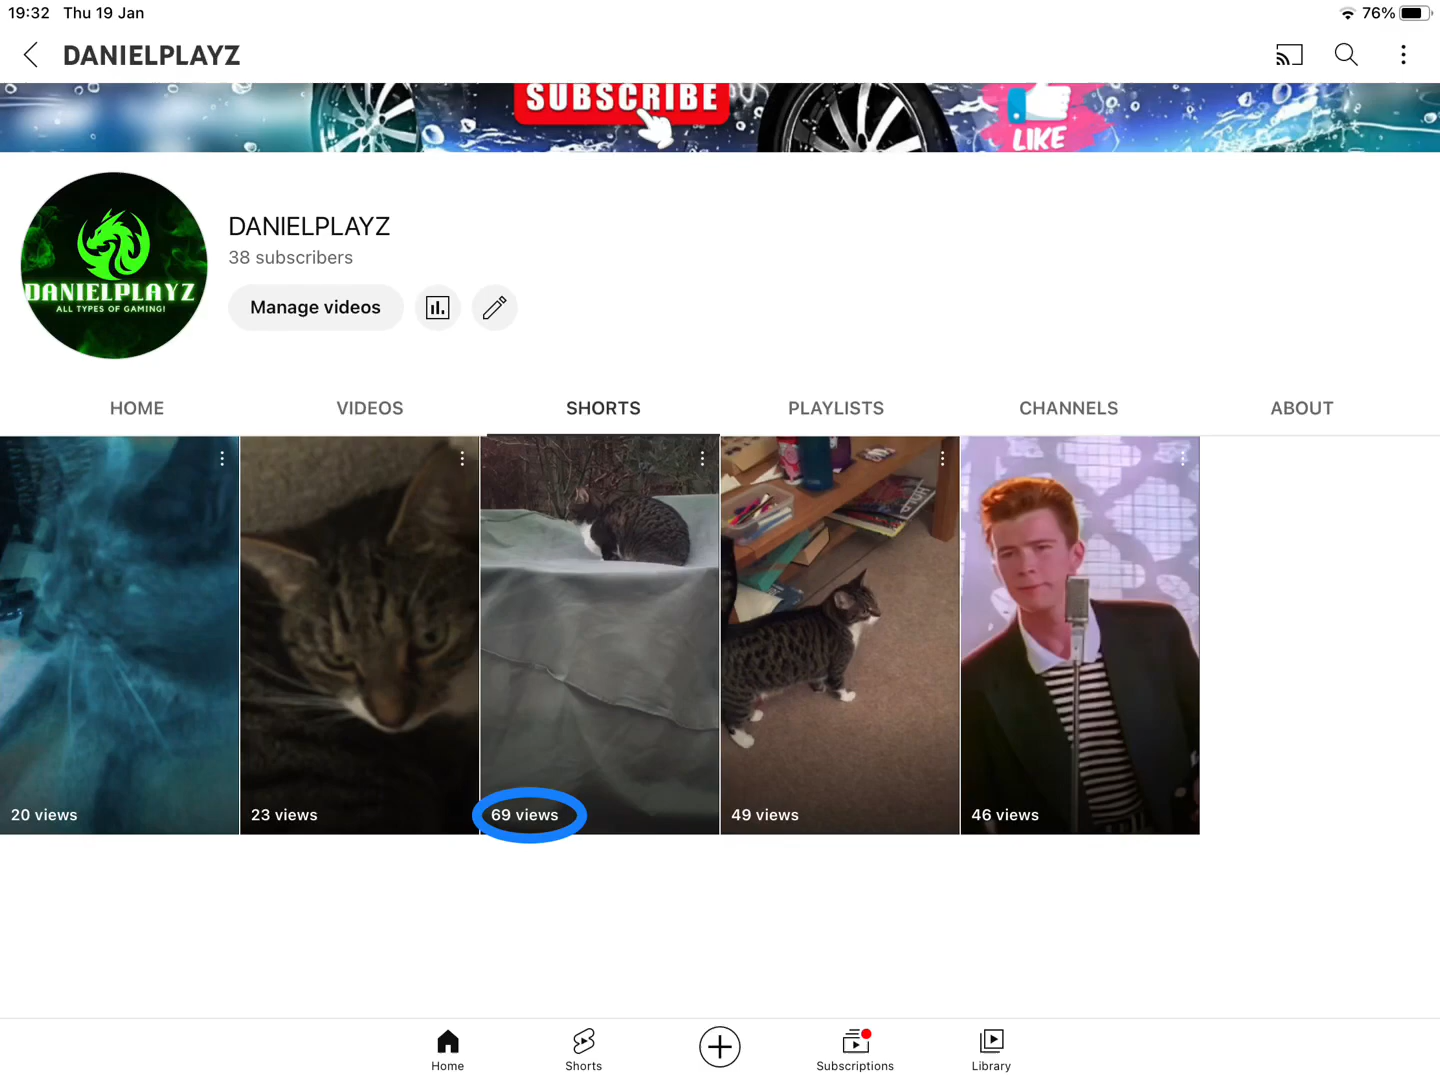 19:32 Thu 19 Jan
76%
DANIELPLAYZ
SUBSCRIBE
LIKE
DANIELPLAYZ
ALL TYPES OF GAMING!
DANIELPLAYZ
38 subscribers
Manage videos
HOME VIDEOS SHORTS PLAYLISTS CHANNELS ABOUT
20 views 23 views 69 views 49 views 46 views
Home Shorts Subscriptions Library